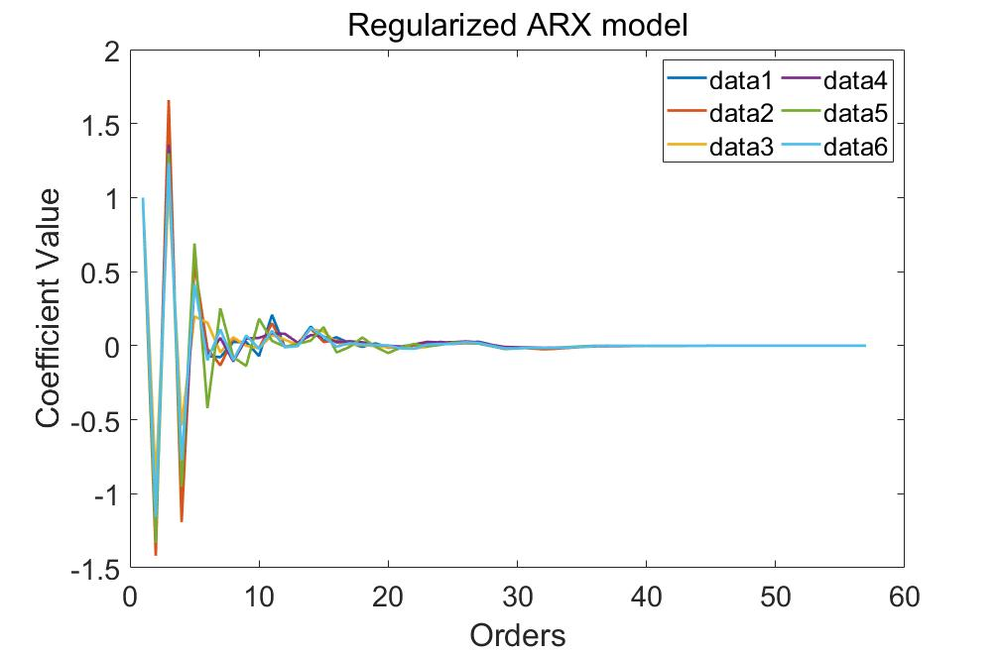 Regularized ARX model
2
1.5
1
0.5
0
-0.5
-1
-1.5
Coefficient Value
data1 data4
data2 data5
data3 data6
0 10 20 30 40 50 60
Orders